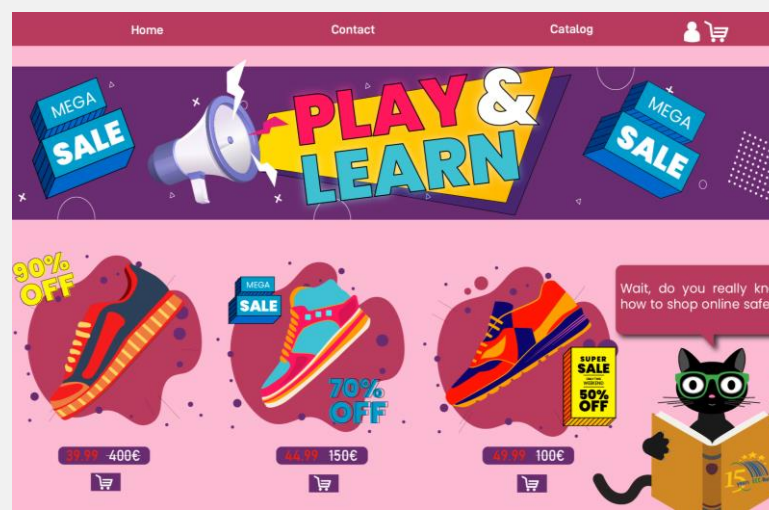 Home Contact Catalog
MEGA
SALE
PLAY &
LEARN
MEGA
SALE
90%
OFF
MEGA
SALE
70%
OFF
SUPER
SALE
WEEKEND
50%
OFF
Wait, do you really kn
how to shop online safe
39.99 400€
44.99 150€
49.99 100€
15